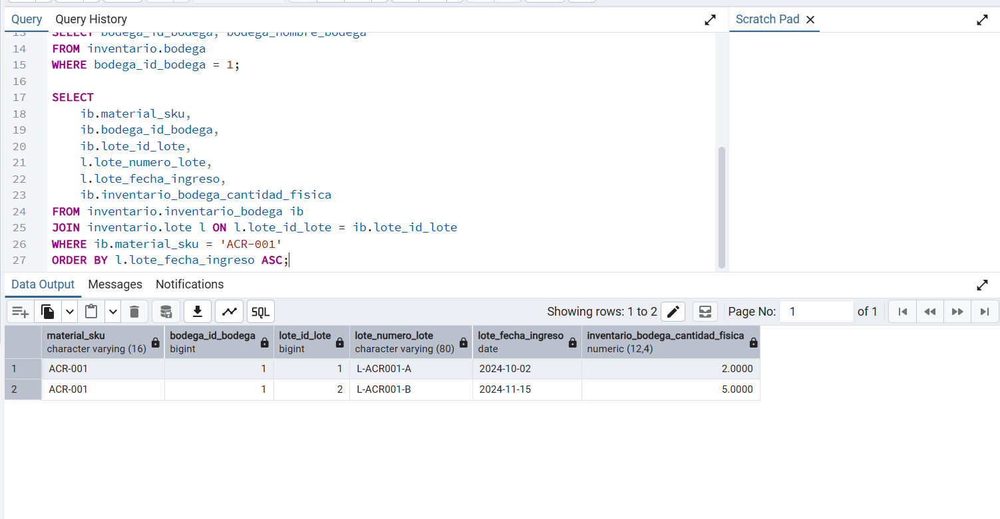 Query Query History Scratch Pad
13 SELECT bodega_id_bodega, bodega_nombre_bodega
14 FROM inventario.bodega
15 WHERE bodega_id_bodega = 1;
16
17 SELECT
18 ib.material_sku,
19 ib.bodega_id_bodega,
20 ib.lote_id_lote,
21 l.lote_numero_lote,
22 l.lote_fecha_ingreso,
23 ib.inventario_bodega_cantidad_fisica
24 FROM inventario.inventario_bodega ib
25 JOIN inventario.lote l ON l.lote_id_lote = ib.lote_id_lote
26 WHERE ib.material_sku = 'ACR-001'
27 ORDER BY l.lote_fecha_ingreso ASC;
Data Output Messages Notifications
SQL Showing rows: 1 to 2 Page No: 1 of 1
material_sku bodega_id_bodega lote_id_lote lote_numero_lote lote_fecha_ingreso inventario_bodega_cantidad_fisica
character varying (16) bigint bigint character varying (80) date numeric (12,4)
1 ACR-001 1 1 L-ACR001-A 2024-10-02 2.0000
2 ACR-001 1 2 L-ACR001-B 2024-11-15 5.0000